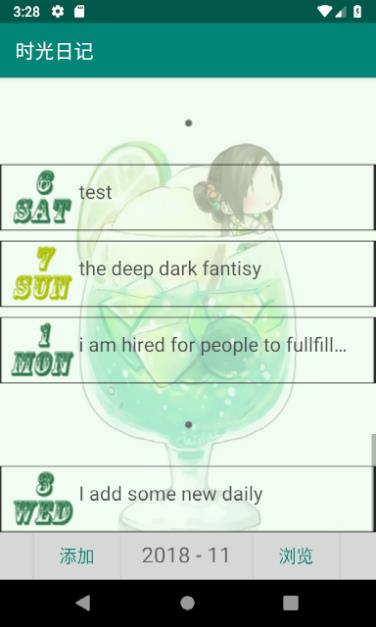 3:28
时光日记
6
SAT
test
7
SUN
the deep dark fantisy
1
MON
i am hired for people to fullfill...
3
WED
I add some new daily
添加
2018 - 11
浏览